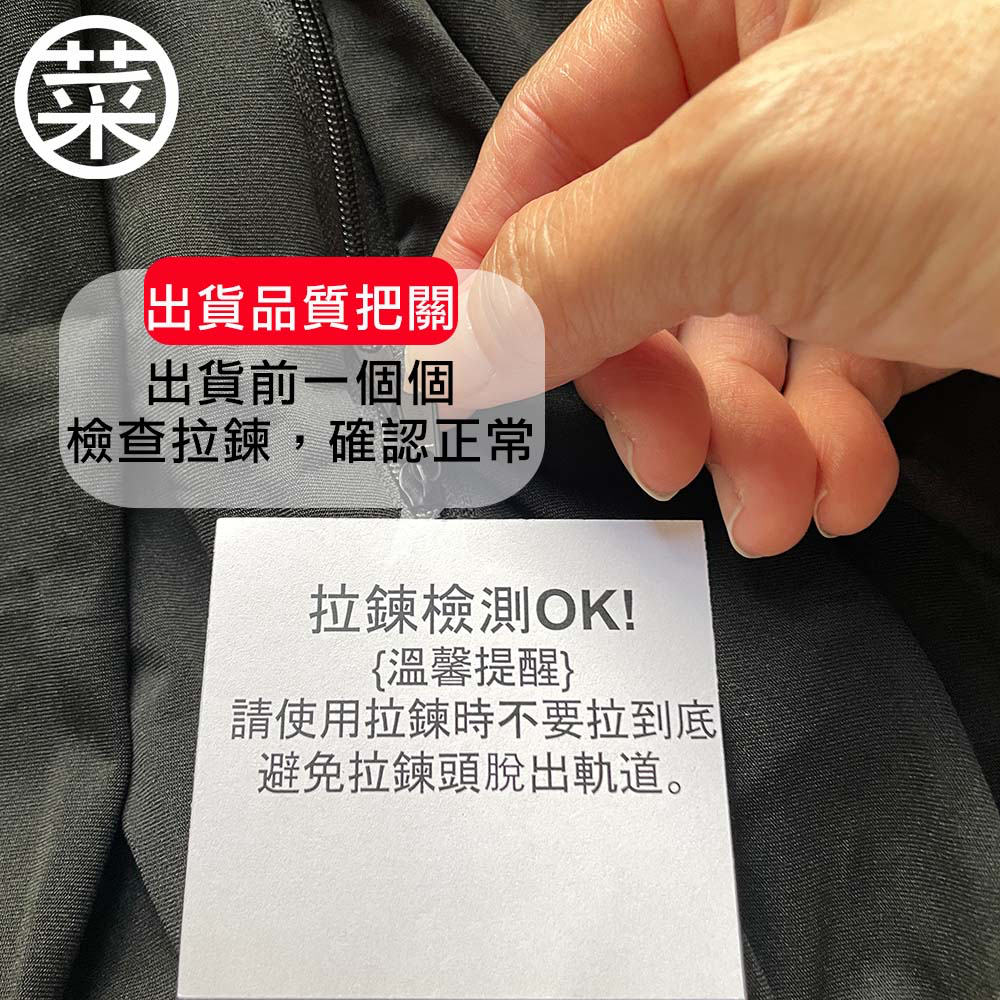 菜
出貨品質把關
出貨前一個個
檢查拉鍊，確認正常
拉鍊檢測OK!
{溫馨提醒}
請使用拉鍊時不要拉到底
避免拉鍊頭脫出軌道。